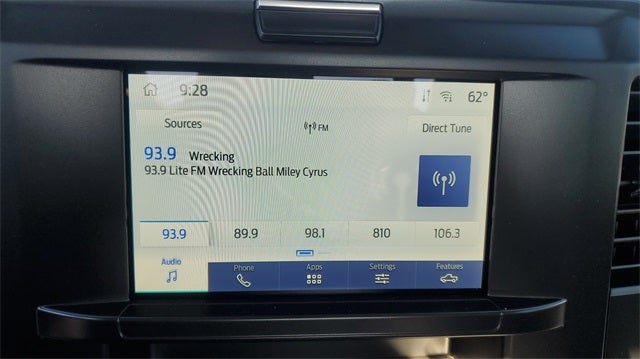 9:28
62°
Sources
FM
Direct Tune
93.9 Wrecking
93.9 Lite FM Wrecking Ball Miley Cyrus
93.9 89.9 98.1 810 106.3
Audio Phone Apps Settings Features